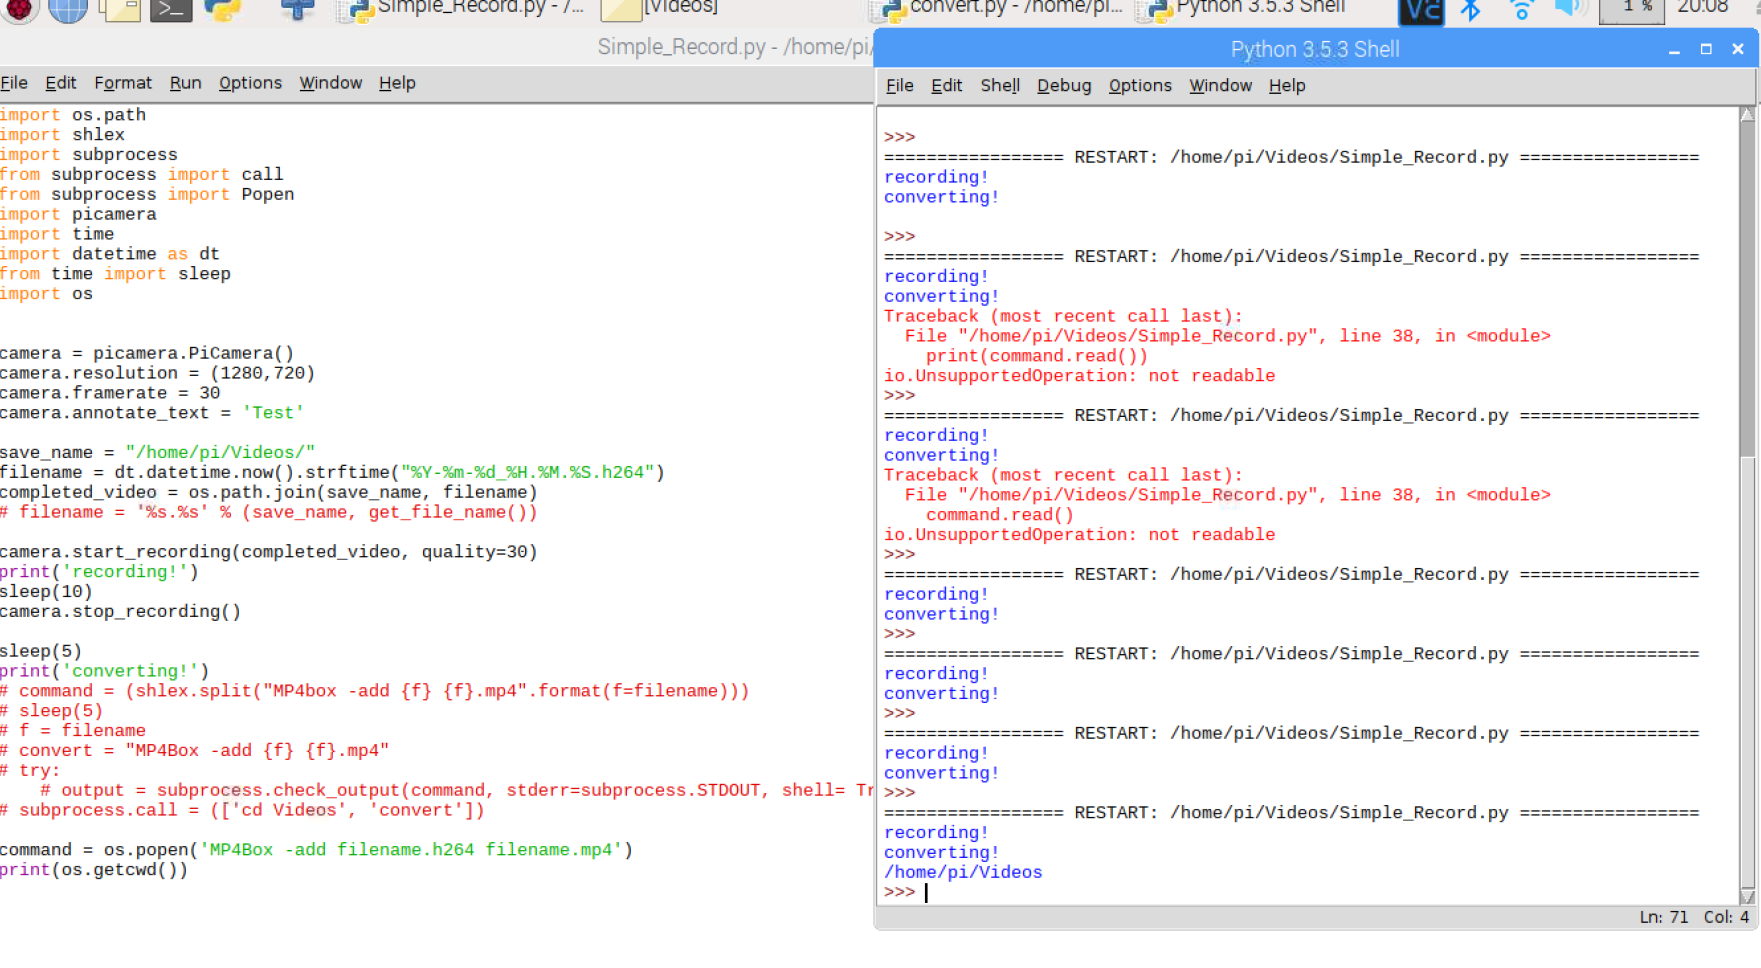 Simple_Record.py - /...
[Videos]
convert.py - /home/pi...
Python 3.5.3 Shell
1 %
20:08
Simple_Record.py - /home/pi/
File Edit Format Run Options Window Help
import os.path
import shlex
import subprocess
from subprocess import call
from subprocess import Popen
import picamera
import time
import datetime as dt
from time import sleep
import os
camera = picamera.PiCamera()
camera.resolution = (1280,720)
camera.framerate = 30
camera.annotate_text = 'Test'
save_name = "/home/pi/Videos/"
filename = dt.datetime.now().strftime("%Y-%m-%d_%H.%M.%S.h264")
completed_video = os.path.join(save_name, filename)
# filename = '%s.%s' % (save_name, get_file_name())
camera.start_recording(completed_video, quality=30)
print('recording!')
sleep(10)
camera.stop_recording()
sleep(5)
print('converting!')
# command = (shlex.split("MP4box -add {f} {f}.mp4".format(f=filename)))
# sleep(5)
# f = filename
# convert = "MP4Box -add {f} {f}.mp4"
# try:
# output = subprocess.check_output(command, stderr=subprocess.STDOUT, shell= Tr
# subprocess.call = (['cd Videos', 'convert'])
command = os.popen('MP4Box -add filename.h264 filename.mp4')
print(os.getcwd())
Python 3.5.3 Shell
File Edit Shell Debug Options Window Help
>>>
================= RESTART: /home/pi/Videos/Simple_Record.py =================
recording!
converting!
>>>
================= RESTART: /home/pi/Videos/Simple_Record.py =================
recording!
converting!
Traceback (most recent call last):
File "/home/pi/Videos/Simple_Record.py", line 38, in <module>
print(command.read())
io.UnsupportedOperation: not readable
>>>
================= RESTART: /home/pi/Videos/Simple_Record.py =================
recording!
converting!
Traceback (most recent call last):
File "/home/pi/Videos/Simple_Record.py", line 38, in <module>
command.read()
io.UnsupportedOperation: not readable
>>>
================= RESTART: /home/pi/Videos/Simple_Record.py =================
recording!
converting!
>>>
================= RESTART: /home/pi/Videos/Simple_Record.py =================
recording!
converting!
>>>
================= RESTART: /home/pi/Videos/Simple_Record.py =================
recording!
converting!
>>>
================= RESTART: /home/pi/Videos/Simple_Record.py =================
recording!
converting!
/home/pi/Videos
>>>
Ln: 71 Col: 4